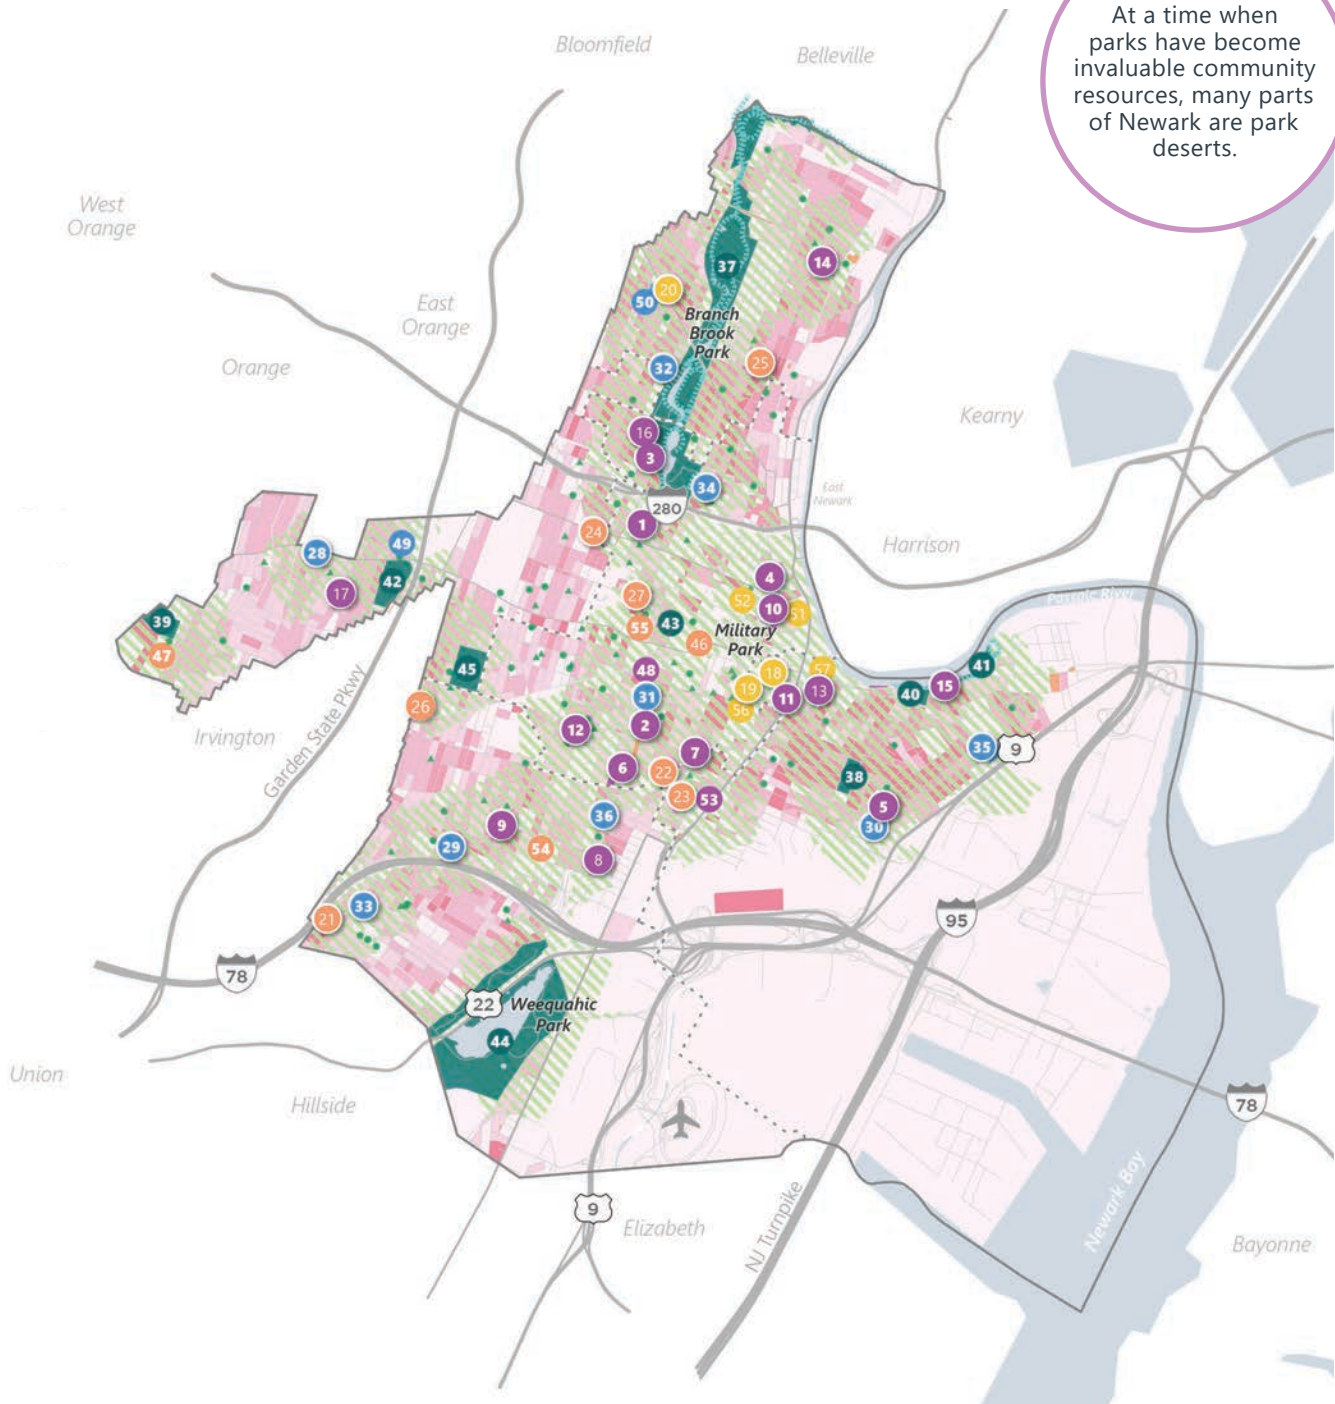 At a time when
parks have become
invaluable community
resources, many parts
of Newark are park
deserts.
Bloomfield
Belleville
West
Orange
East
Orange
Orange
37
14
20
50
Branch
Brook
Park
32
25
Kearny
16
3
34
280
East
Newark
1
24
Harrison
28
49
42
17
4
27
52
10
51
Passaic River
39
55
43
46
Military
Park
47
45
48
18
57
41
19
31
11
13
40
15
56
26
12
2
Irvington
Garden State Pkwy
7
35
9
6
22
38
23
53
5
36
30
9
29
54
8
33
21
95
78
22
Weequahic
Park
44
Union
Hillside
78
9
Elizabeth
NJ Turnpike
Newark Bay
Bayonne